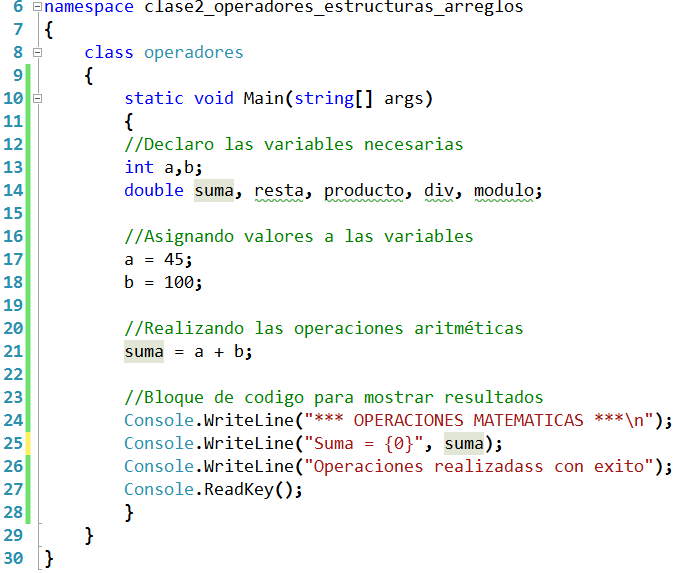 6 namespace clase2_operadores_estructuras_arreglos
7 {
8 class operadores
9 {
10 static void Main(string[] args)
11 {
12 //Declaro las variables necesarias
13 int a,b;
14 double suma, resta, producto, div, modulo;
15
16 //Asignando valores a las variables
17 a = 45;
18 b = 100;
19
20 //Realizando las operaciones aritméticas
21 suma = a + b;
22
23 //Bloque de codigo para mostrar resultados
24 Console.WriteLine("*** OPERACIONES MATEMATICAS ***\n");
25 Console.WriteLine("Suma = {0}", suma);
26 Console.WriteLine("Operaciones realizadass con exito");
27 Console.ReadKey();
28 }
29 }
30 }